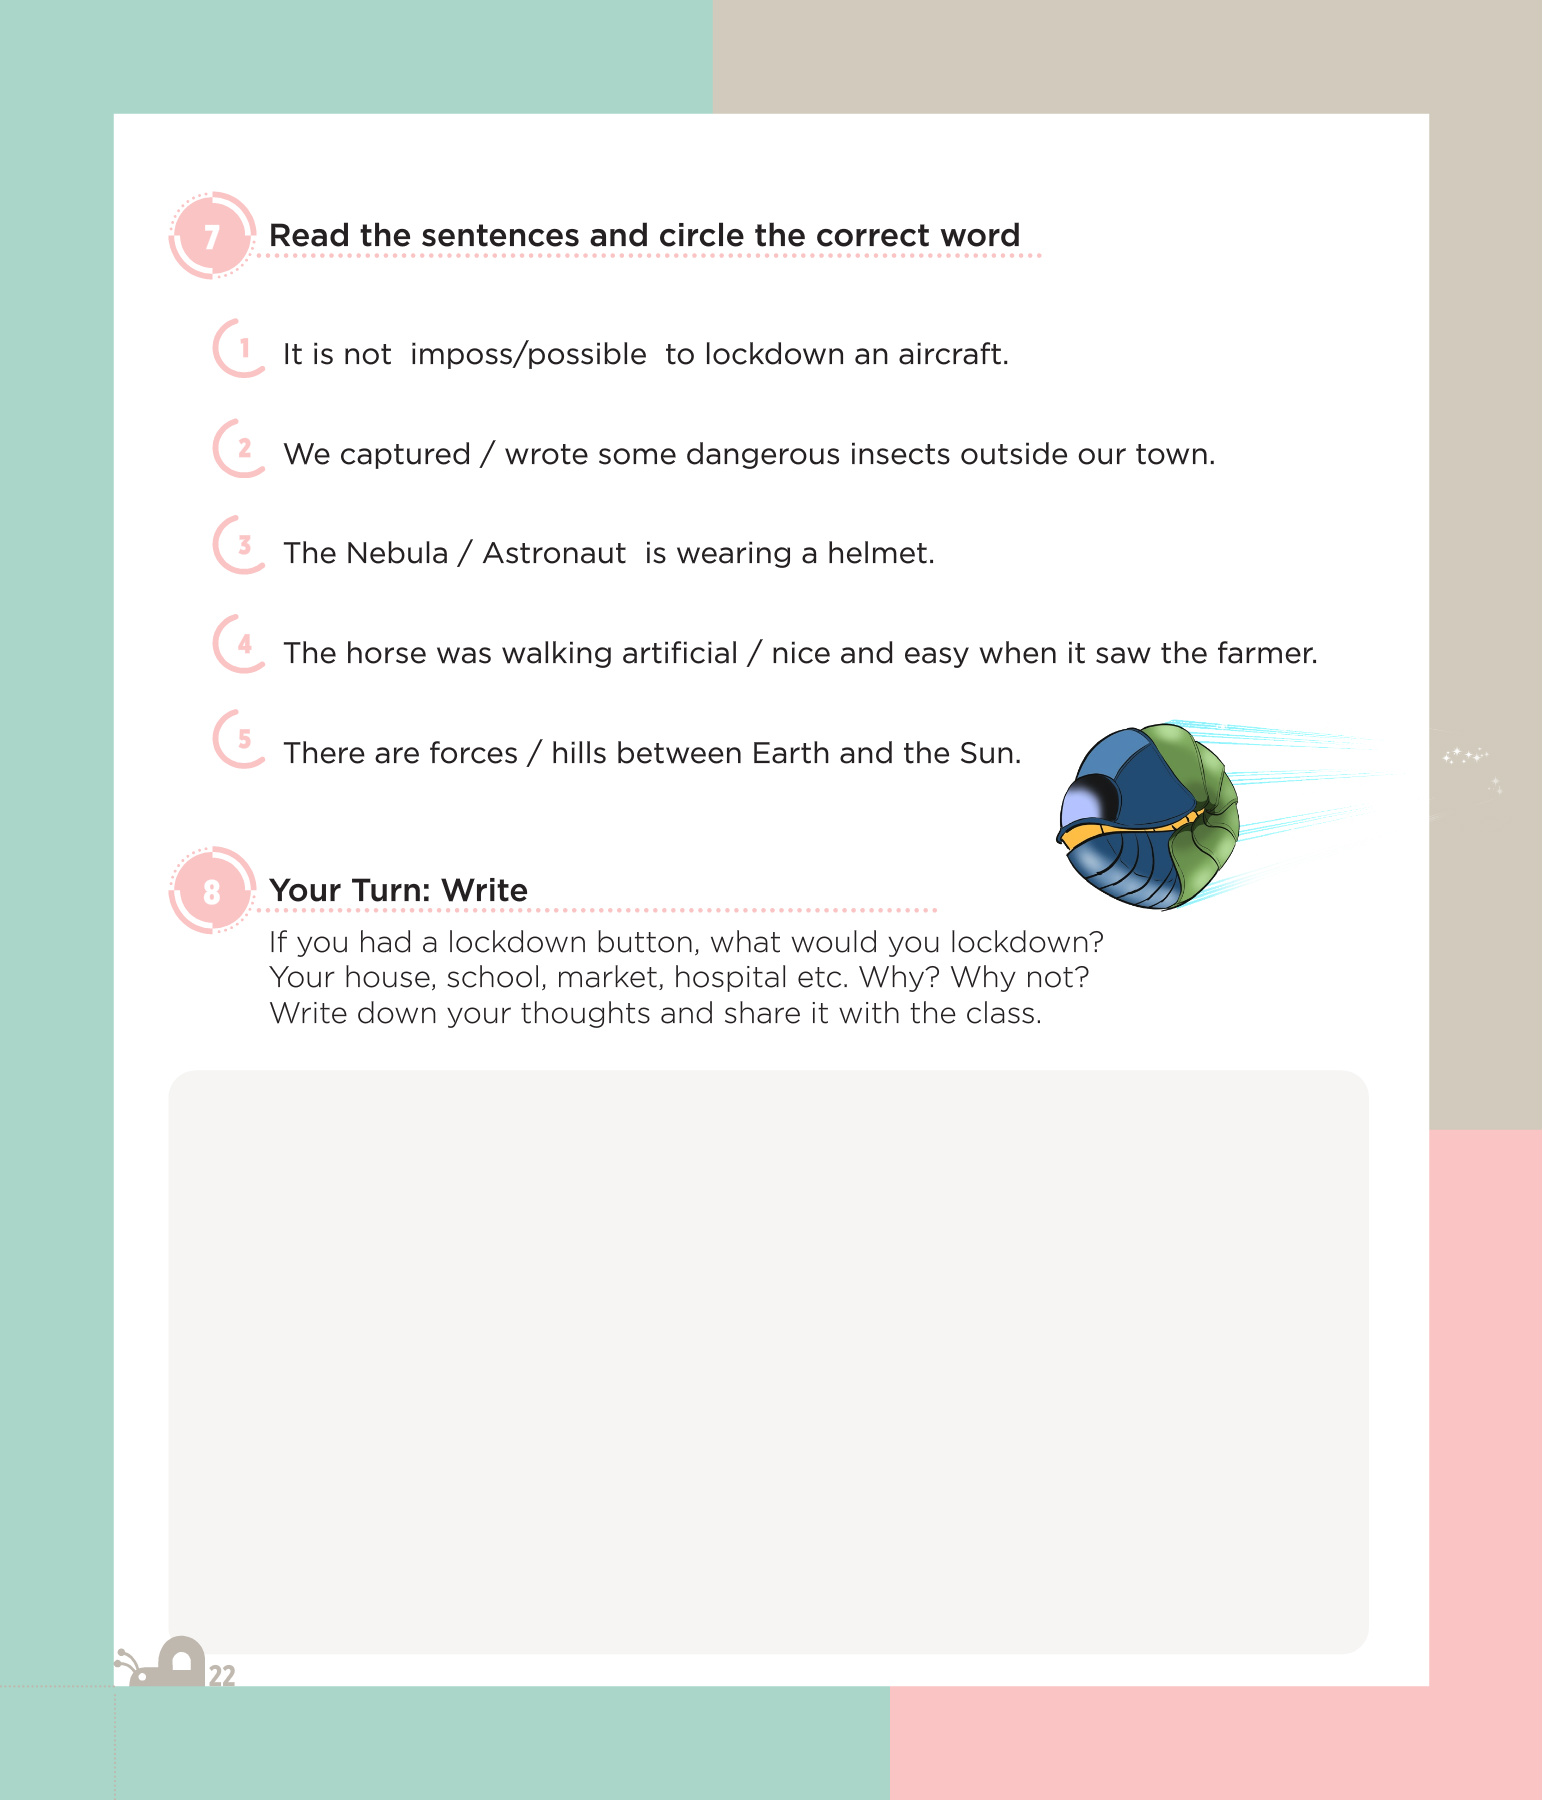 7 Read the sentences and circle the correct word
1 It is not imposs/possible to lockdown an aircraft.
2 We captured / wrote some dangerous insects outside our town.
3 The Nebula / Astronaut is wearing a helmet.
4 The horse was walking artificial / nice and easy when it saw the farmer.
5 There are forces / hills between Earth and the Sun.
8 Your Turn: Write
If you had a lockdown button, what would you lockdown?
Your house, school, market, hospital etc. Why? Why not?
Write down your thoughts and share it with the class.
22